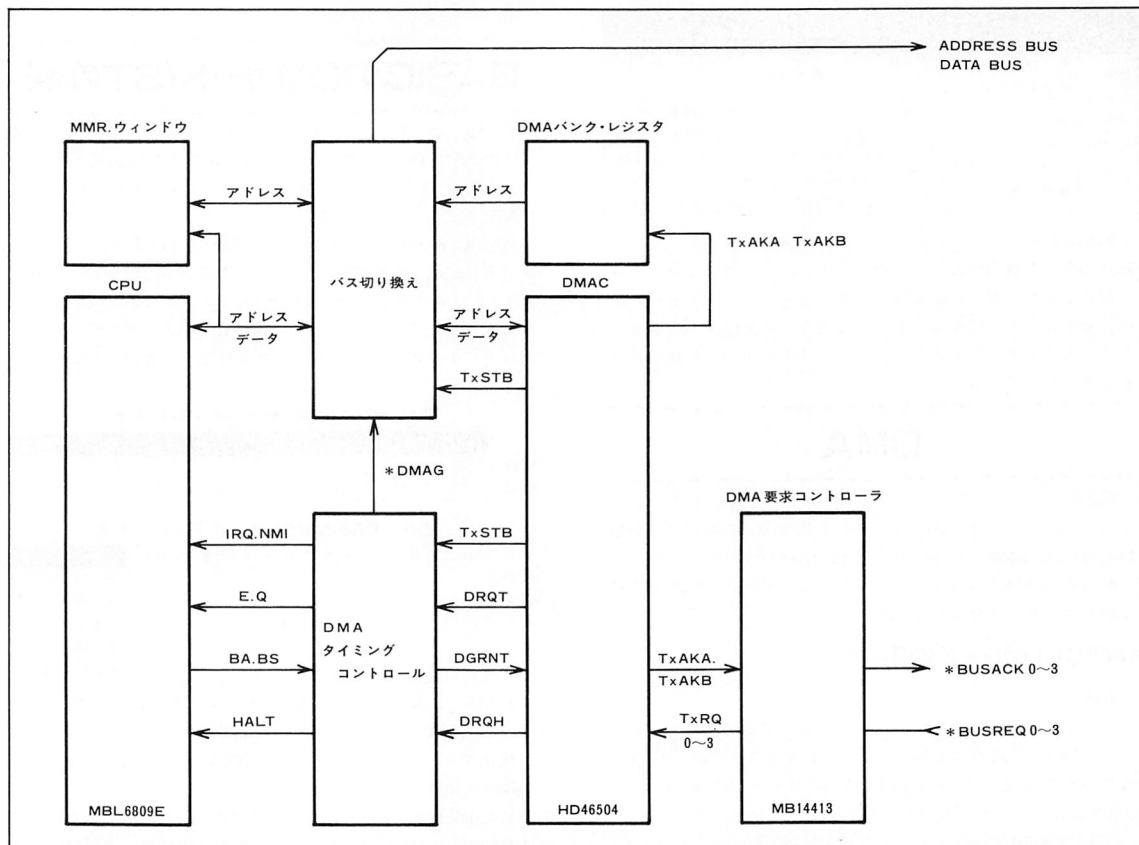 ADDRESS BUS
DATA BUS
MMR.ウィンドウ
DMAバンク・レジスタ
アドレス
アドレス
TxAKA TxAKB
CPU
バス切り換え
DMAC
アドレス
データ
アドレス
データ
TxSTB
*DMAG
DMA要求コントローラ
IRQ.NMI
TxSTB
E.Q
DRQT
DMA
タイミング
コントロール
BA.BS
DGRNT
TxAKA.
TxAKB
*BUSACK 0〜3
HALT
DRQH
TxRQ
0〜3
*BUSREQ 0〜3
MBL6809E
HD46504
MB14413